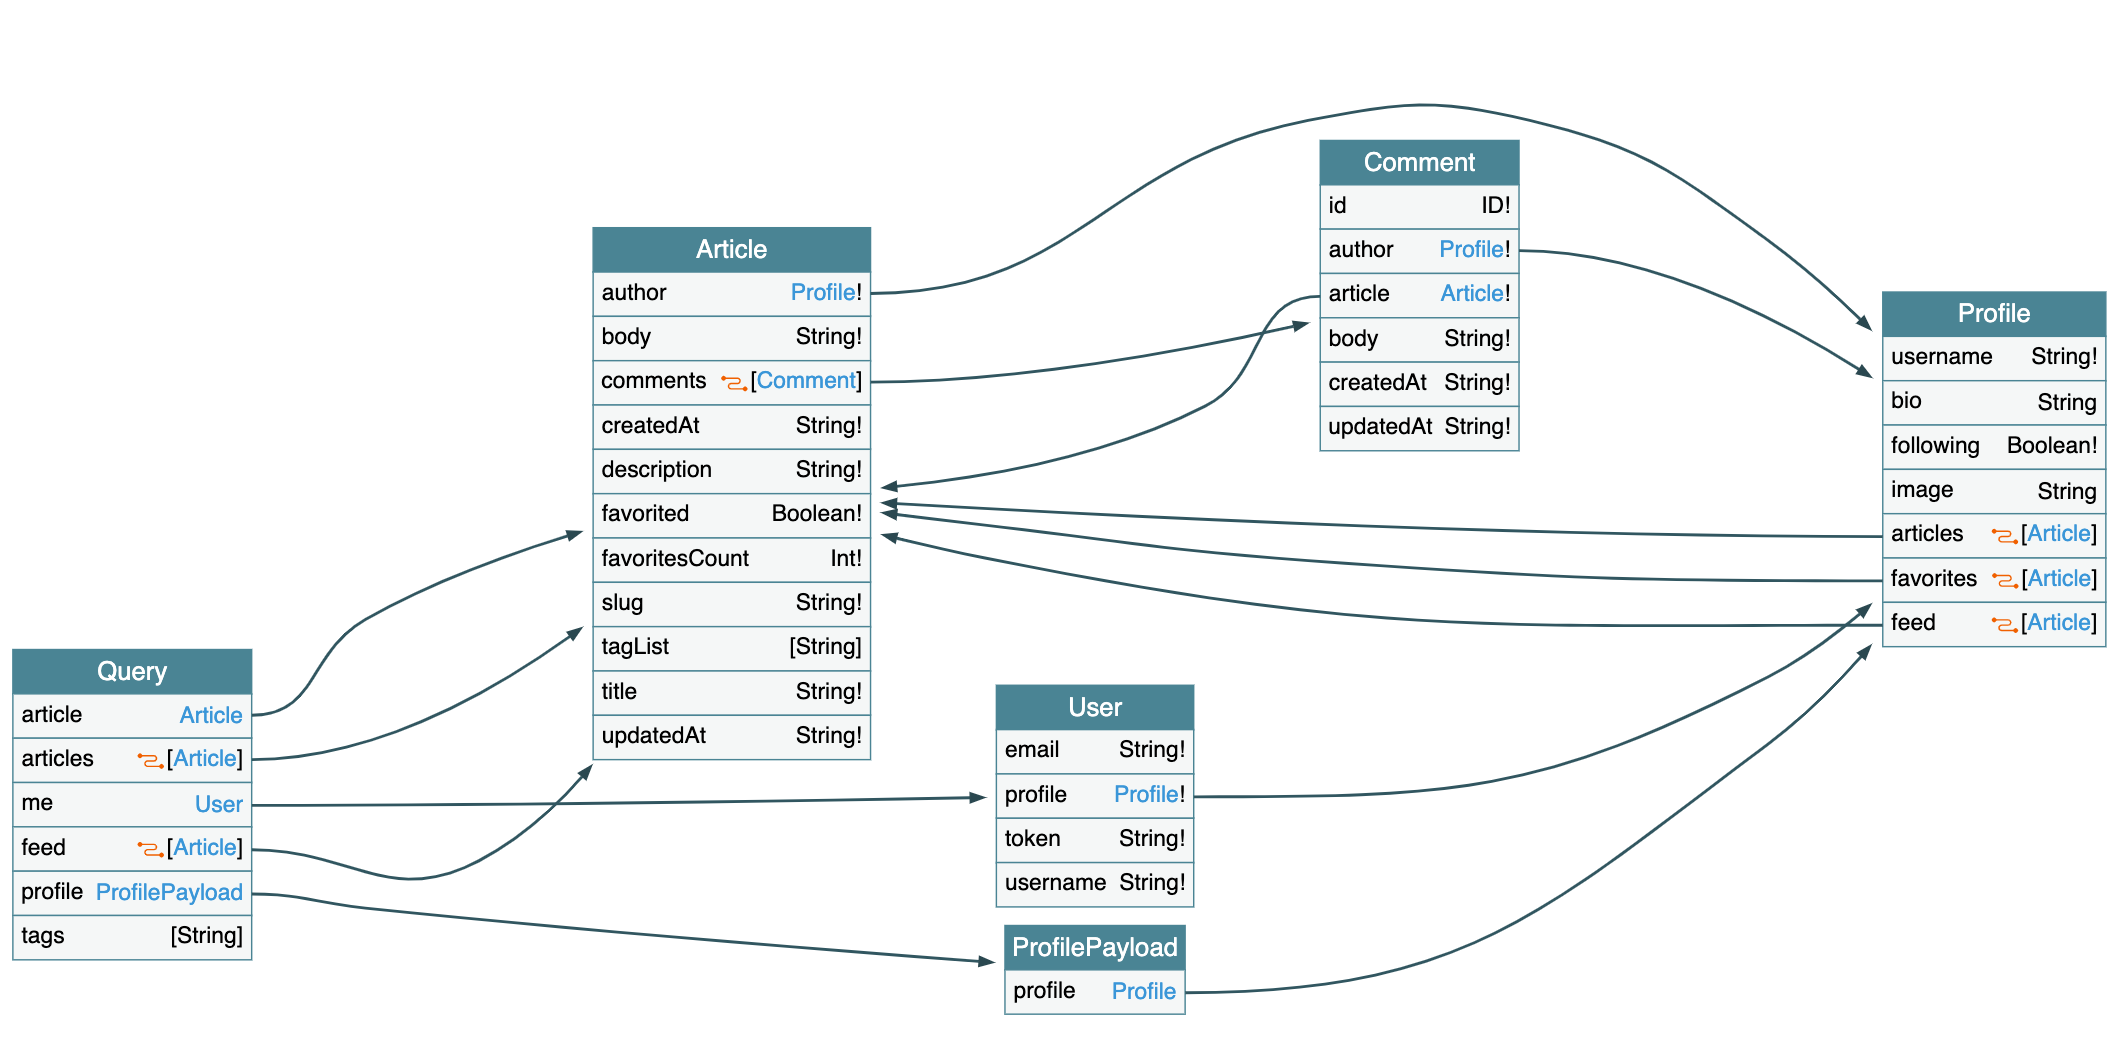 Query
article Article
articles [Article]
me User
feed [Article]
profile ProfilePayload
tags [String]
Article
author Profile!
body String!
comments [Comment]
createdAt String!
description String!
favorited Boolean!
favoritesCount Int!
slug String!
tagList [String]
title String!
updatedAt String!
User
email String!
profile Profile!
token String!
username String!
ProfilePayload
profile Profile
Comment
id ID!
author Profile!
article Article!
body String!
createdAt String!
updatedAt String!
Profile
username String!
bio String
following Boolean!
image String
articles [Article]
favorites [Article]
feed [Article]